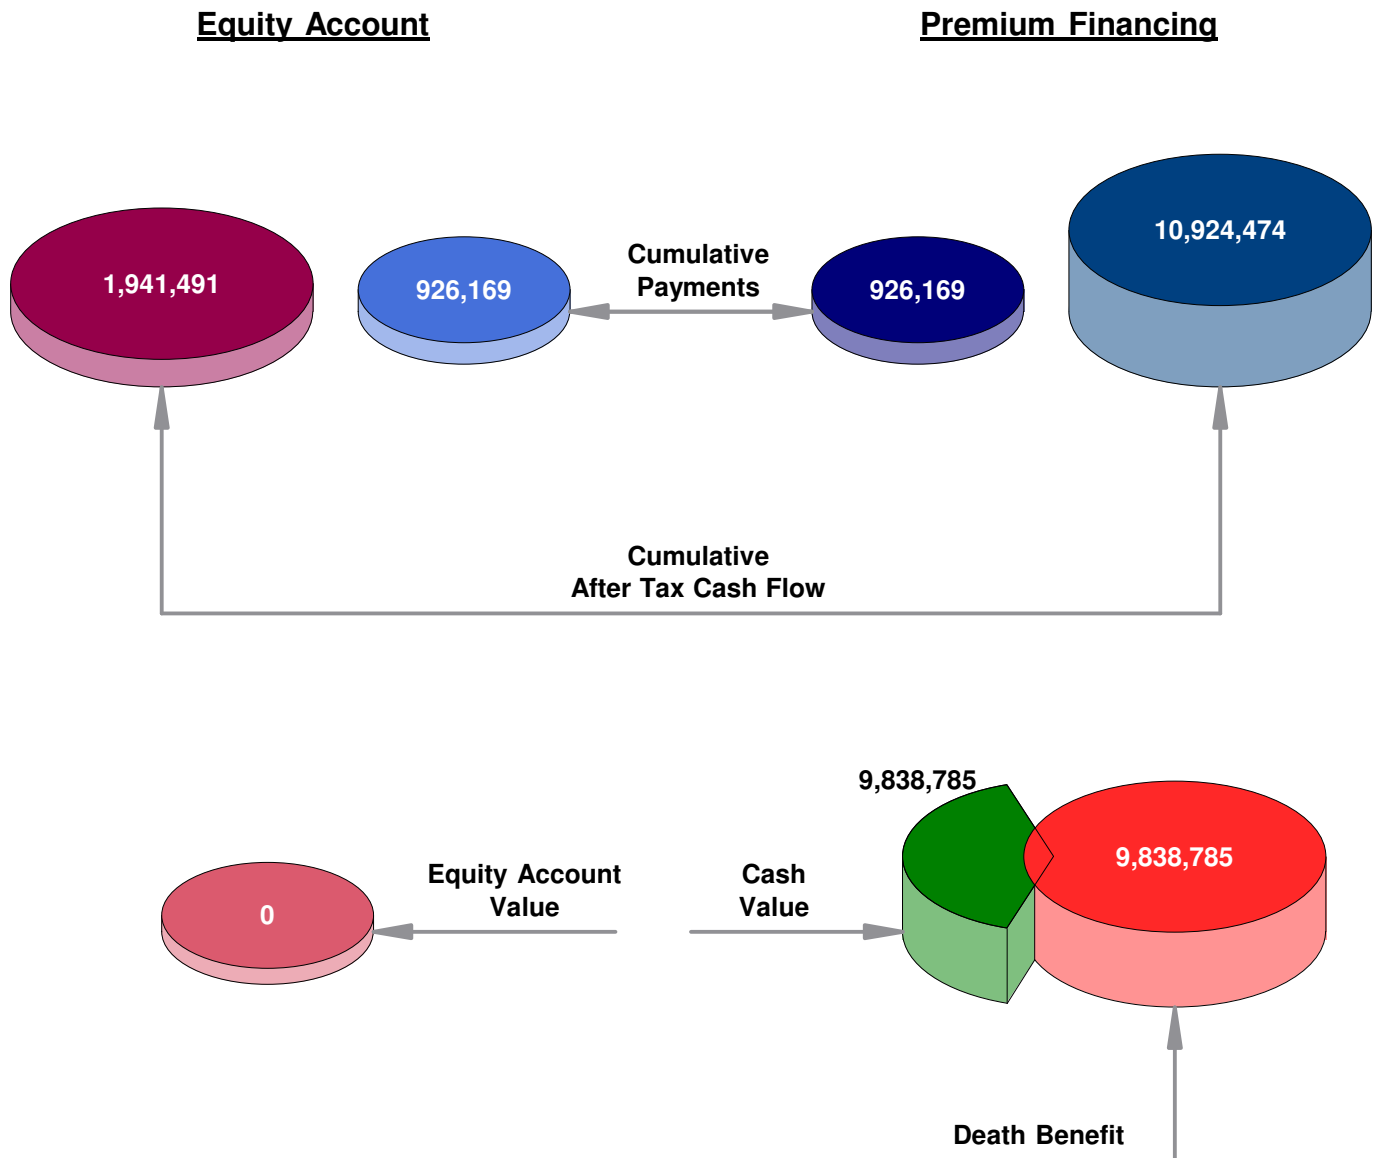 Equity Account
Premium Financing
1,941,491
926,169
Cumulative
Payments
926,169
10,924,474
Cumulative
After Tax Cash Flow
0
Equity Account
Value
Cash
Value
9,838,785
9,838,785
Death Benefit